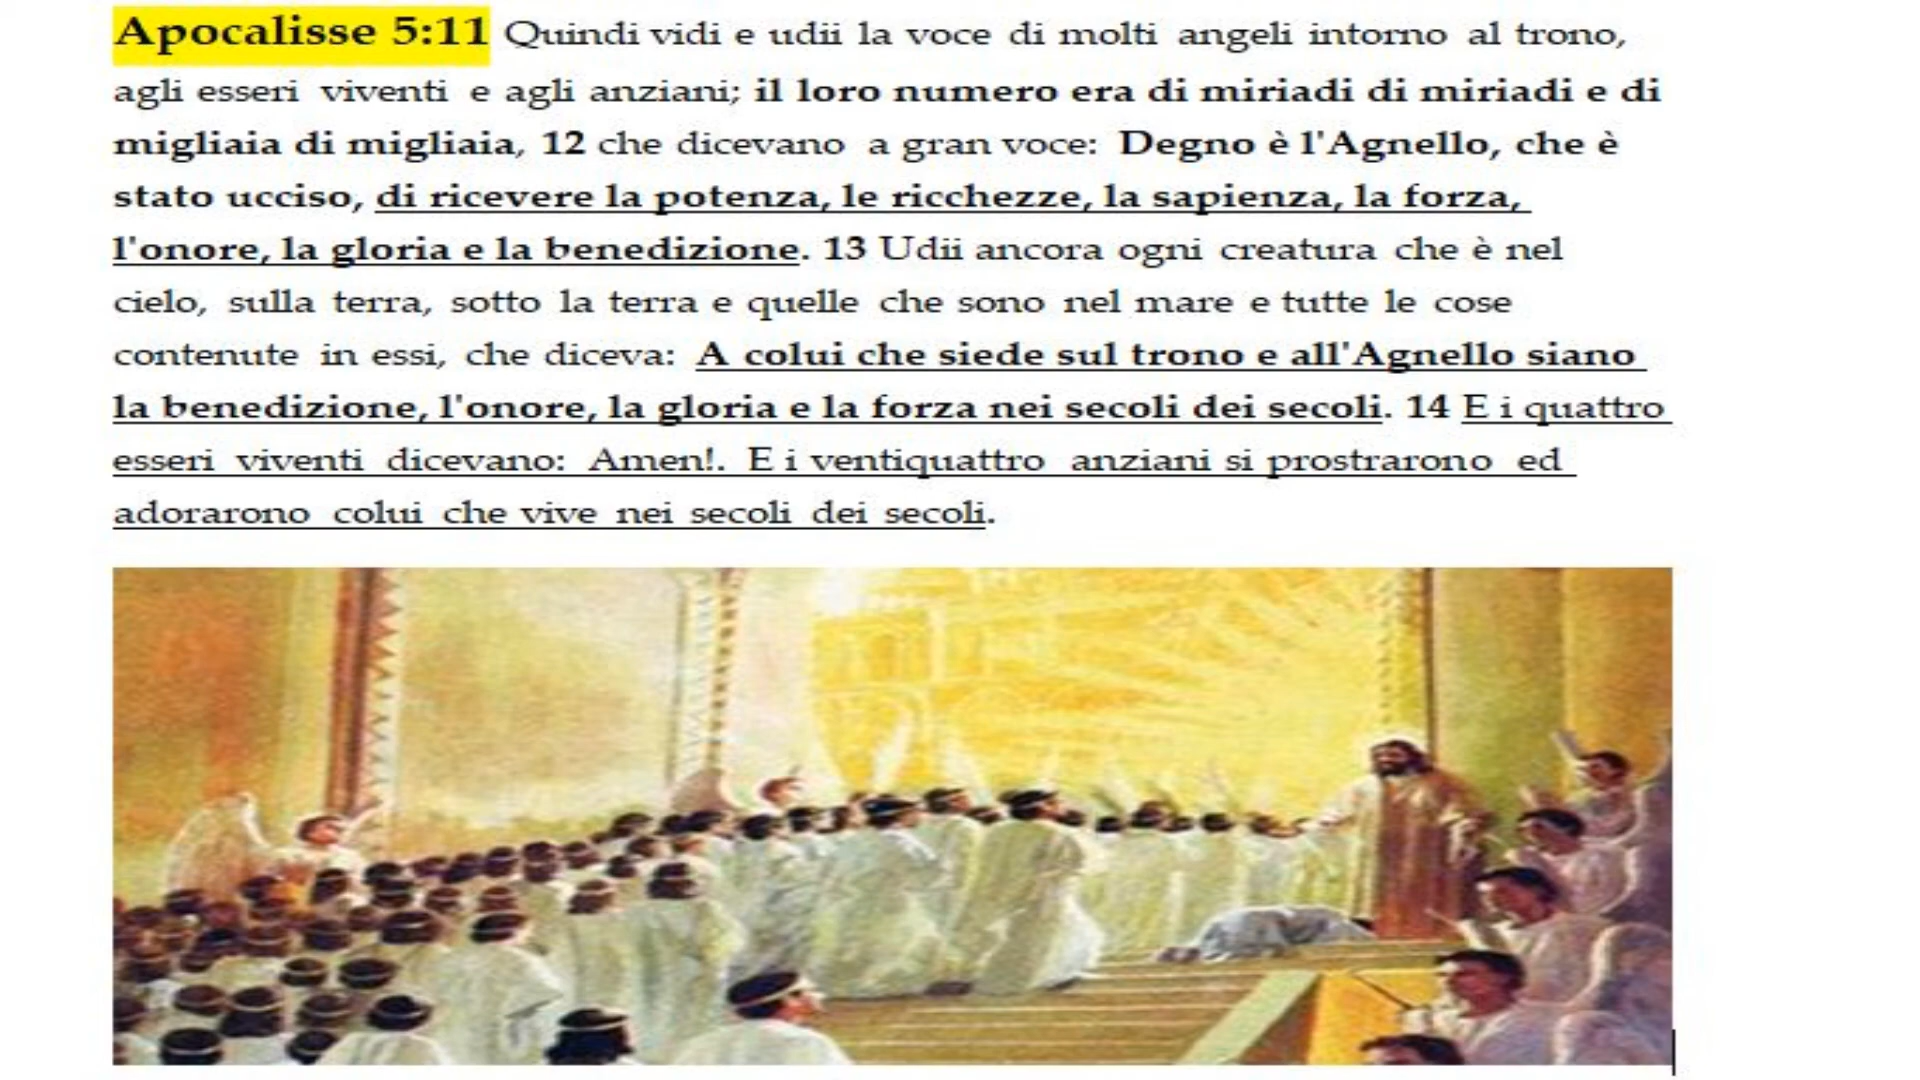 Apocalisse 5:11 Quindi vidi e udii la voce di molti angeli intorno al trono,
agli esseri viventi e agli anziani; il loro numero era di miriadi di miriadi e di
migliaia di migliaia, 12 che dicevano a gran voce: Degno è l'Agnello, che è
stato ucciso, di ricevere la potenza, le ricchezze, la sapienza, la forza,
l'onore, la gloria e la benedizione. 13 Udii ancora ogni creatura che è nel
cielo, sulla terra, sotto la terra e quelle che sono nel mare e tutte le cose
contenute in essi, che diceva: A colui che siede sul trono e all'Agnello siano
la benedizione, l'onore, la gloria e la forza nei secoli dei secoli. 14 E i quattro
esseri viventi dicevano: Amen!. E i ventiquattro anziani si prostrarono ed
adorarono colui che vive nei secoli dei secoli.